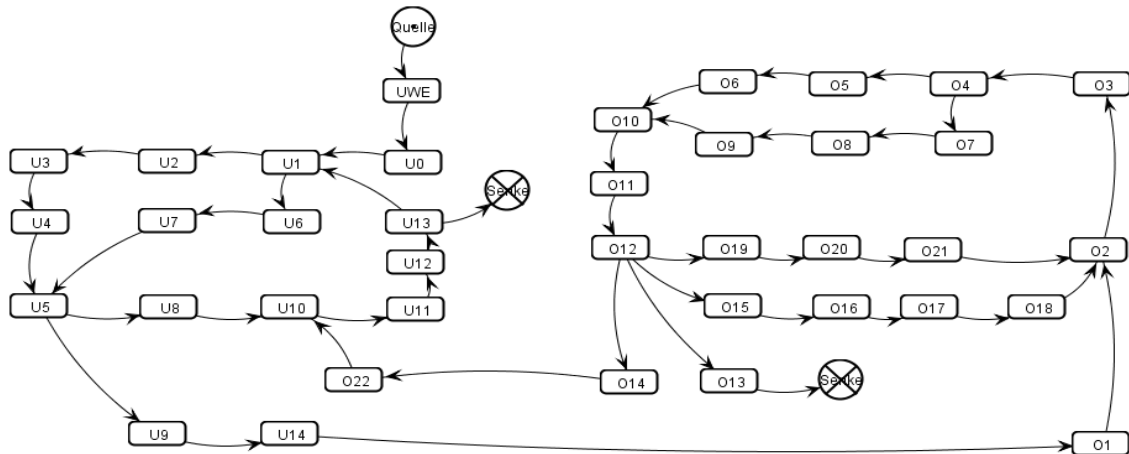 Quelle
UWE
O6
O5
O4
O3
O10
O9
O8
O7
U3
U2
U1
U0
O11
Senke
U4
U7
U6
U13
O12
O19
O20
O21
O2
U12
U5
U8
U10
U11
O15
O16
O17
O18
O22
O14
O13
Senke
U9
U14
O1